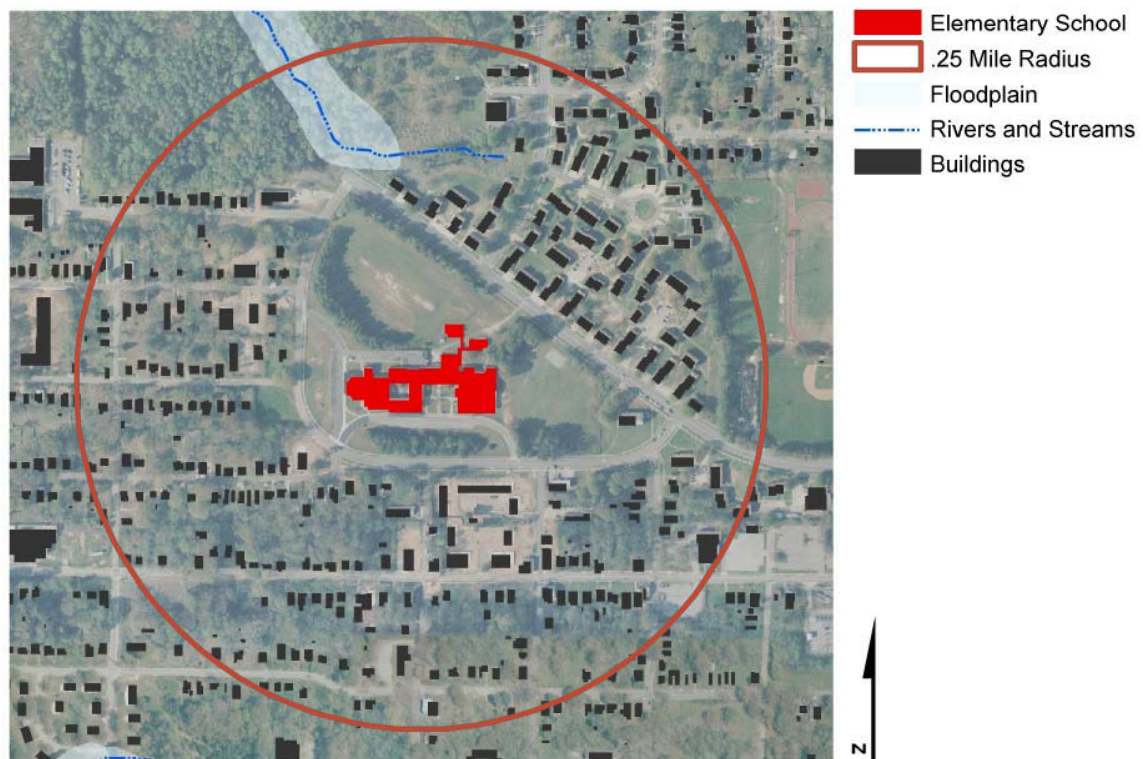 Elementary School
.25 Mile Radius
Floodplain
Rivers and Streams
Buildings
N